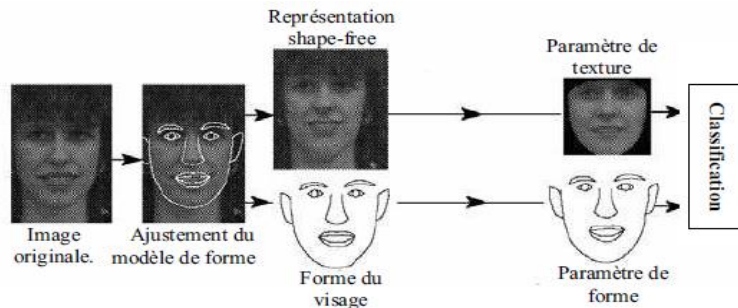 Représentation
shape-free
Paramètre de
texture
Classification
Image
originale.
Ajustement du
modèle de forme
Forme du
visage
Paramètre de
forme